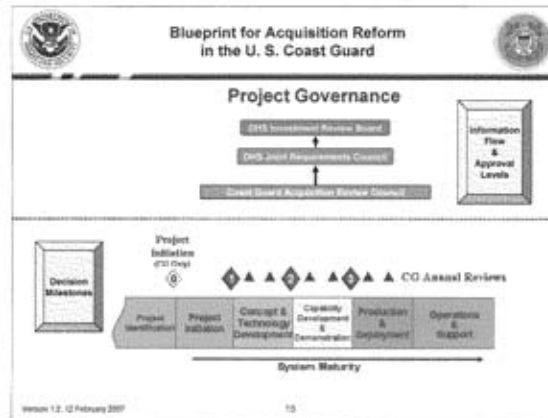 Blueprint for Acquisition Reform
in the U. S. Coast Guard
Project Governance
DHS Investment Review Board
DHS Joint Requirements Council
Coast Guard Acquisition Review Council
Information
Flow
&
Approval
Levels
Decision
Milestones
Project
Initiation
(CG Only)
0
1
2
3
CG Annual Reviews
Project
Identification
Project
Initiation
Concept &
Technology
Development
Capability
Development
&
Demonstration
Production
&
Deployment
Operations
&
Support
System Maturity
Version 1.2, 12 February 2007
13